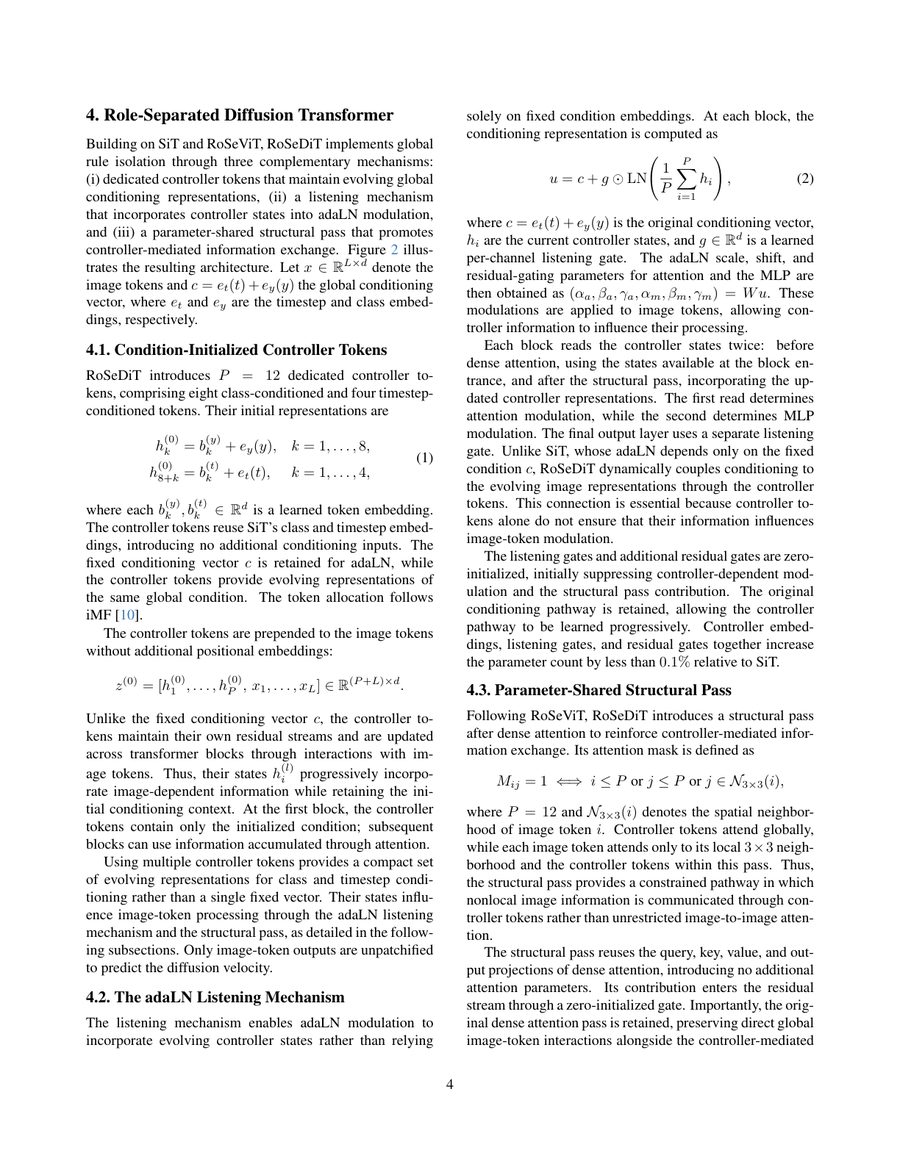 4. Role-Separated Diffusion Transformer
Building on SiT and RoSeViT, RoSeDiT implements global
rule isolation through three complementary mechanisms:
(i) dedicated controller tokens that maintain evolving global
conditioning representations, (ii) a listening mechanism
that incorporates controller states into adaLN modulation,
and (iii) a parameter-shared structural pass that promotes
controller-mediated information exchange. Figure 2 illus-
trates the resulting architecture. Let x ∈ ℝ^{L×d} denote the
image tokens and c = e_t(t) + e_y(y) the global conditioning
vector, where e_t and e_y are the timestep and class embed-
dings, respectively.
4.1. Condition-Initialized Controller Tokens
RoSeDiT introduces P = 12 dedicated controller to-
kens, comprising eight class-conditioned and four timestep-
conditioned tokens. Their initial representations are
h_k^{(0)} = b_k^{(y)} + e_y(y), k = 1, . . . , 8,
h_{8+k}^{(0)} = b_k^{(t)} + e_t(t), k = 1, . . . , 4,
(1)
where each b_k^{(y)}, b_k^{(t)} ∈ ℝ^d is a learned token embedding.
The controller tokens reuse SiT's class and timestep embed-
dings, introducing no additional conditioning inputs. The
fixed conditioning vector c is retained for adaLN, while
the controller tokens provide evolving representations of
the same global condition. The token allocation follows
iMF [10].
The controller tokens are prepended to the image tokens
without additional positional embeddings:
z^{(0)} = [h_1^{(0)}, . . . , h_P^{(0)}, x_1, . . . , x_L] ∈ ℝ^{(P+L)×d}.
Unlike the fixed conditioning vector c, the controller to-
kens maintain their own residual streams and are updated
across transformer blocks through interactions with im-
age tokens. Thus, their states h_i^{(l)} progressively incorpo-
rate image-dependent information while retaining the ini-
tial conditioning context. At the first block, the controller
tokens contain only the initialized condition; subsequent
blocks can use information accumulated through attention.
Using multiple controller tokens provides a compact set
of evolving representations for class and timestep condi-
tioning rather than a single fixed vector. Their states influ-
ence image-token processing through the adaLN listening
mechanism and the structural pass, as detailed in the follow-
ing subsections. Only image-token outputs are unpatchified
to predict the diffusion velocity.
4.2. The adaLN Listening Mechanism
The listening mechanism enables adaLN modulation to
incorporate evolving controller states rather than relying
solely on fixed condition embeddings. At each block, the
conditioning representation is computed as
u = c + g ⊙ LN( \frac{1}{P} \sum_{i=1}^{P} h_i ), (2)
where c = e_t(t) + e_y(y) is the original conditioning vector,
h_i are the current controller states, and g ∈ ℝ^d is a learned
per-channel listening gate. The adaLN scale, shift, and
residual-gating parameters for attention and the MLP are
then obtained as (α_a, β_a, γ_a, α_m, β_m, γ_m) = Wu. These
modulations are applied to image tokens, allowing con-
troller information to influence their processing.
Each block reads the controller states twice: before
dense attention, using the states available at the block en-
trance, and after the structural pass, incorporating the up-
dated controller representations. The first read determines
attention modulation, while the second determines MLP
modulation. The final output layer uses a separate listening
gate. Unlike SiT, whose adaLN depends only on the fixed
condition c, RoSeDiT dynamically couples conditioning to
the evolving image representations through the controller
tokens. This connection is essential because controller to-
kens alone do not ensure that their information influences
image-token modulation.
The listening gates and additional residual gates are zero-
initialized, initially suppressing controller-dependent mod-
ulation and the structural pass contribution. The original
conditioning pathway is retained, allowing the controller
pathway to be learned progressively. Controller embed-
dings, listening gates, and residual gates together increase
the parameter count by less than 0.1% relative to SiT.
4.3. Parameter-Shared Structural Pass
Following RoSeViT, RoSeDiT introduces a structural pass
after dense attention to reinforce controller-mediated infor-
mation exchange. Its attention mask is defined as
M_{ij} = 1 ⟺ i ≤ P or j ≤ P or j ∈ N_{3×3}(i),
where P = 12 and N_{3×3}(i) denotes the spatial neighbor-
hood of image token i. Controller tokens attend globally,
while each image token attends only to its local 3×3 neigh-
borhood and the controller tokens within this pass. Thus,
the structural pass provides a constrained pathway in which
nonlocal image information is communicated through con-
troller tokens rather than unrestricted image-to-image atten-
tion.
The structural pass reuses the query, key, value, and out-
put projections of dense attention, introducing no additional
attention parameters. Its contribution enters the residual
stream through a zero-initialized gate. Importantly, the orig-
inal dense attention pass is retained, preserving direct global
image-token interactions alongside the controller-mediated
4